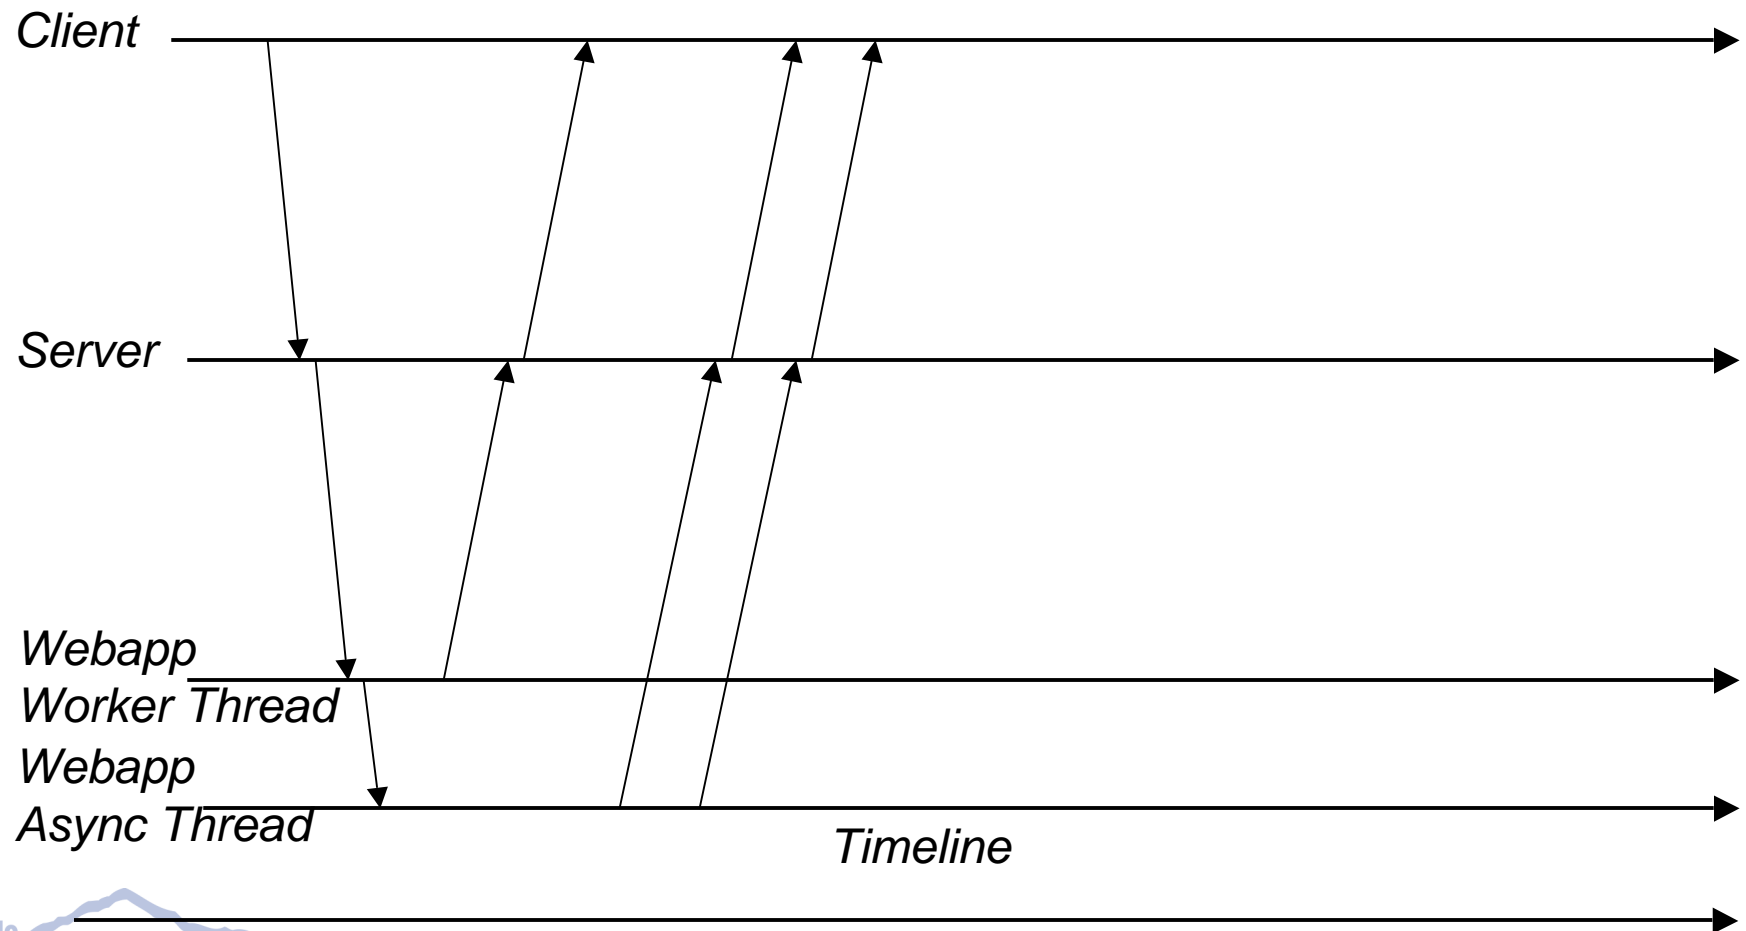 Client
Server
Webapp
Worker Thread
Webapp
Async Thread
Timeline